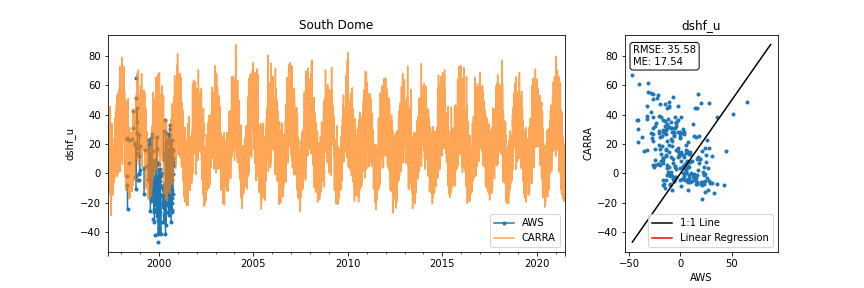 South Dome
dshf_u
80
60
40
20
0
−20
−40
2000
2005
2010
2015
2020
AWS
CARRA
dshf_u
dshf_u
RMSE: 35.58
ME: 17.54
CARRA
80
60
40
20
0
−20
−40
−50
0
50
1:1 Line
Linear Regression
AWS